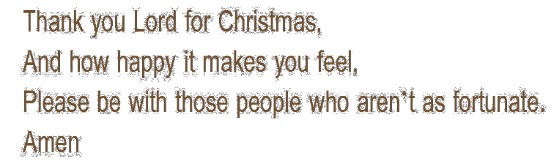 Thank you Lord for Christmas,
And how happy it makes you feel,
Please be with those people who aren't as fortunate.
Amen